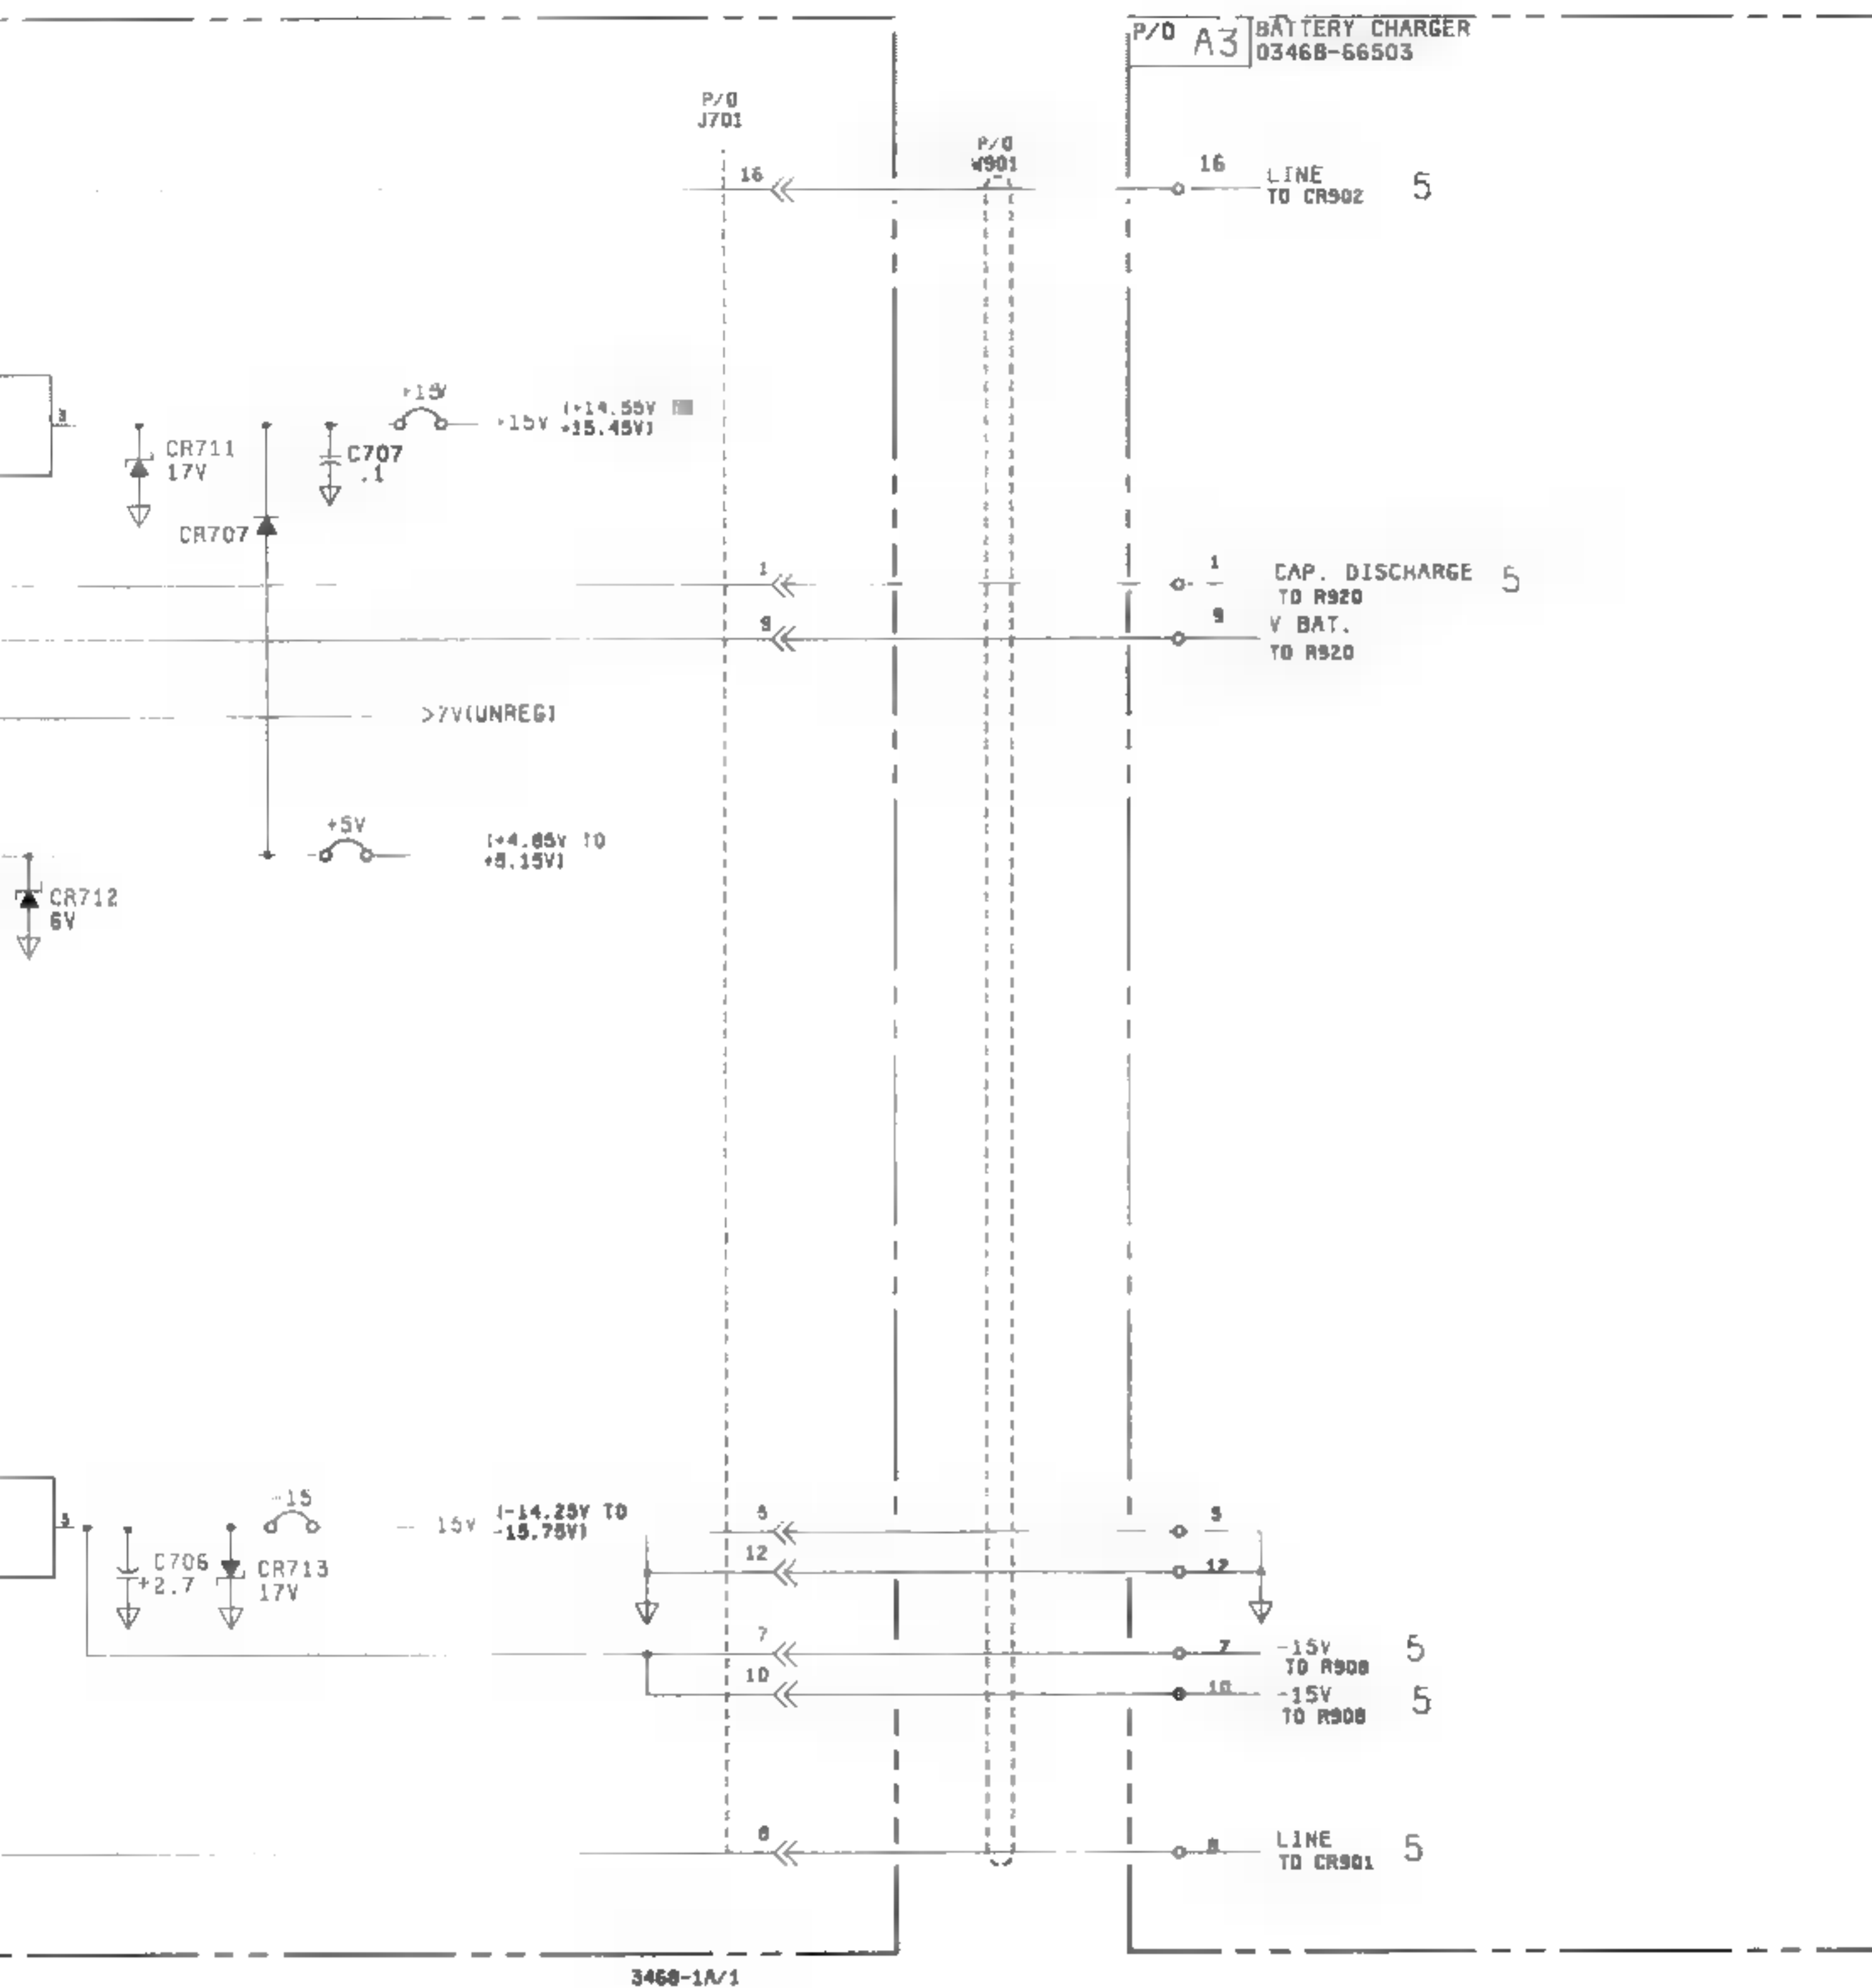 P/O A3
BATTERY CHARGER
03468-66503
P/O
J701
P/O
W901
16
16
LINE
TO CR902
5
3
+15V
+15V
(+14.55V
+15.45V)
CR711
17V
C707
.1
CR707
1
1
CAP. DISCHARGE
TO R920
5
9
9
V BAT.
TO R920
>7V(UNREG)
+5V
(+4.85V TO
+5.15V)
CR712
6V
3
-15
15V
(-14.25V TO
-15.75V)
C706
+2.7
CR713
17V
5
5
12
12
7
7
-15V
TO R908
5
10
10
-15V
TO R908
5
8
LINE
TO CR901
5
3468-1A/1